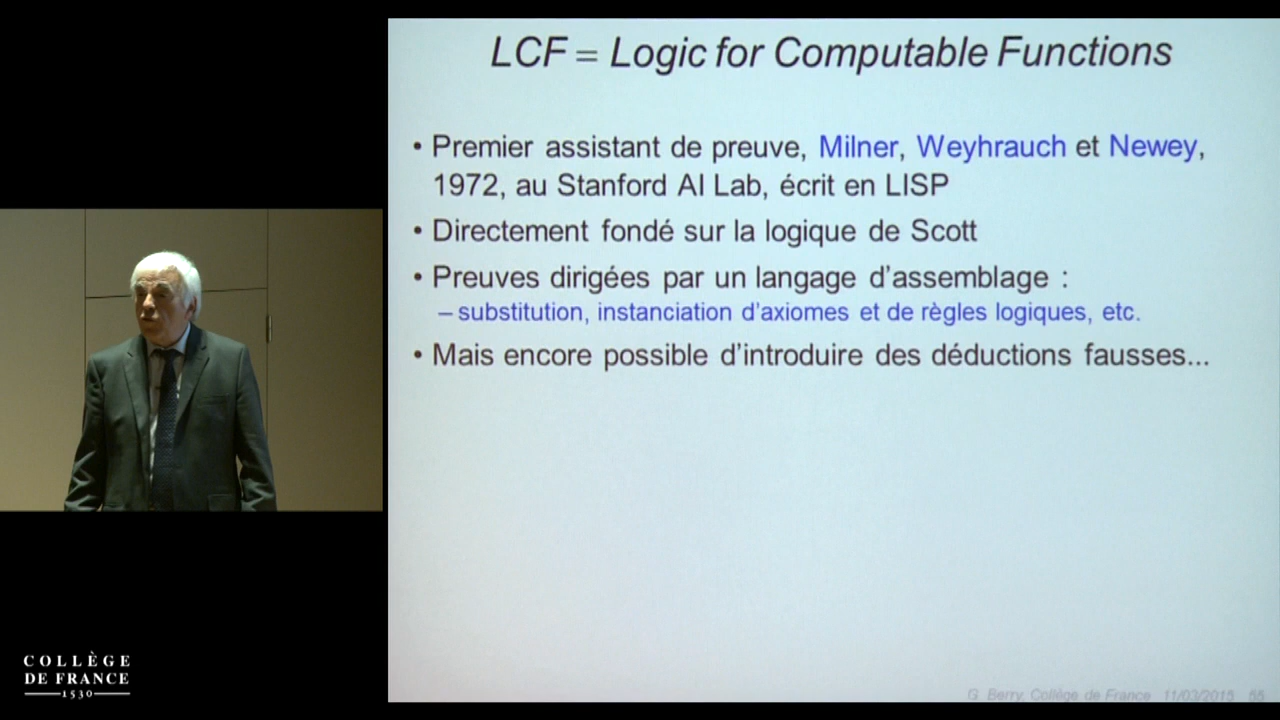 LCF = Logic for Computable Functions
• Premier assistant de preuve, Milner, Weyhrauch et Newey,
1972, au Stanford AI Lab, écrit en LISP
• Directement fondé sur la logique de Scott
• Preuves dirigées par un langage d'assemblage :
– substitution, instanciation d'axiomes et de règles logiques, etc.
• Mais encore possible d'introduire des déductions fausses...
COLLÈGE
DE FRANCE
1530
G. Berry, Collège de France 11/03/2015 55